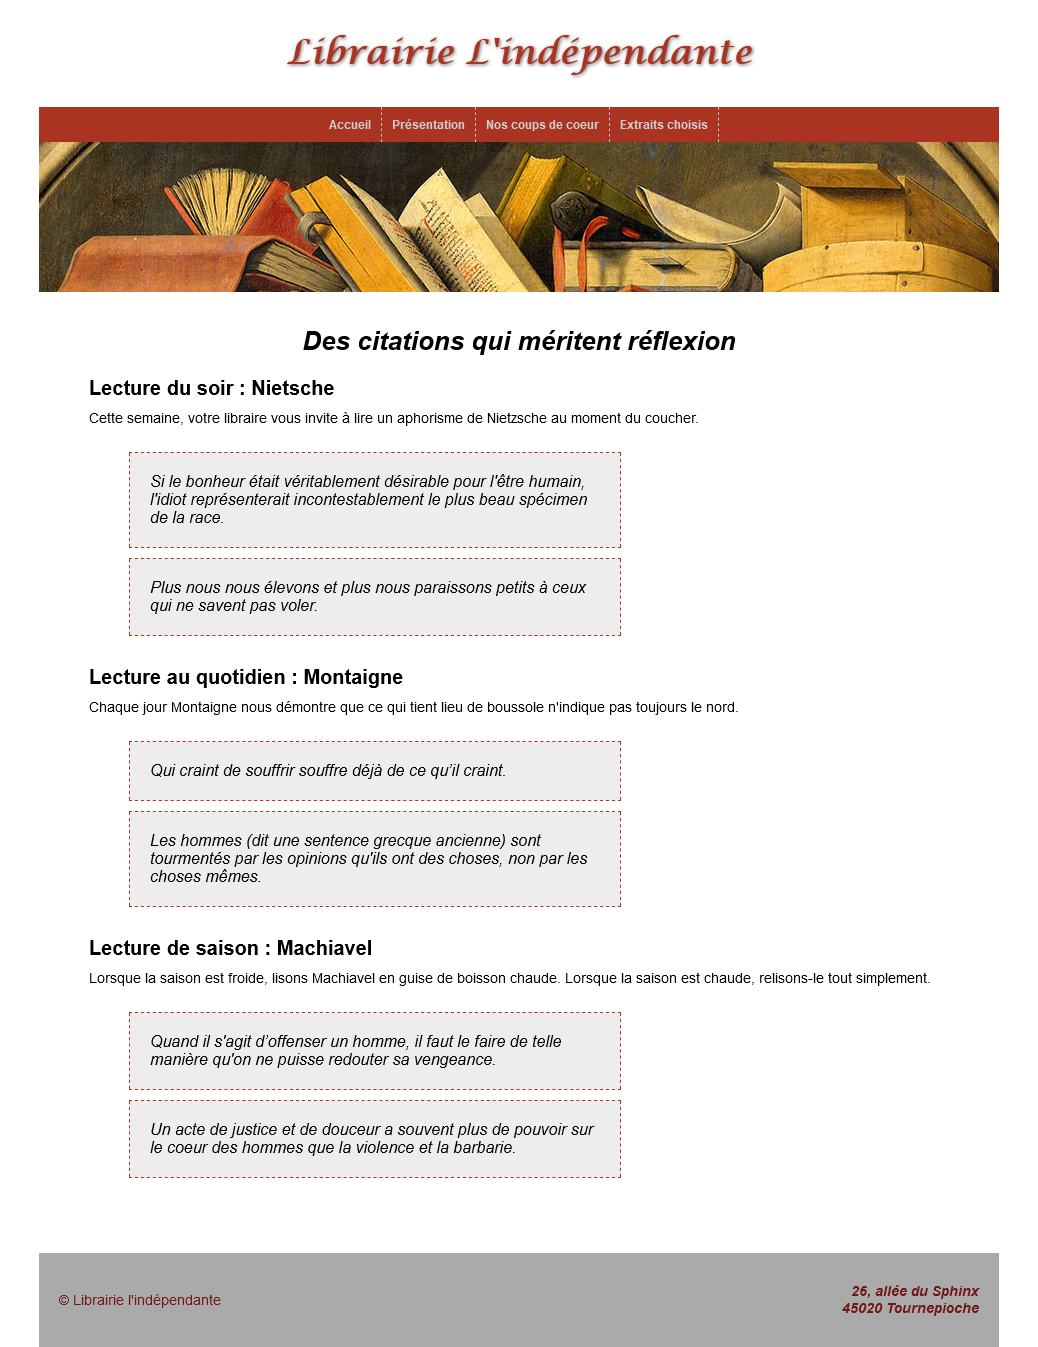 Librairie L'indépendante
Accueil Présentation Nos coups de coeur Extraits choisis
Des citations qui méritent réflexion
Lecture du soir : Nietsche
Cette semaine, votre libraire vous invite à lire un aphorisme de Nietzsche au moment du coucher.
Si le bonheur était véritablement désirable pour l'être humain,
l'idiot représenterait incontestablement le plus beau spécimen
de la race.
Plus nous nous élevons et plus nous paraissons petits à ceux
qui ne savent pas voler.
Lecture au quotidien : Montaigne
Chaque jour Montaigne nous démontre que ce qui tient lieu de boussole n'indique pas toujours le nord.
Qui craint de souffrir souffre déjà de ce qu’il craint.
Les hommes (dit une sentence grecque ancienne) sont
tourmentés par les opinions qu'ils ont des choses, non par les
choses mêmes.
Lecture de saison : Machiavel
Lorsque la saison est froide, lisons Machiavel en guise de boisson chaude. Lorsque la saison est chaude, relisons-le tout simplement.
Quand il s'agit d’offenser un homme, il faut le faire de telle
manière qu'on ne puisse redouter sa vengeance.
Un acte de justice et de douceur a souvent plus de pouvoir sur
le coeur des hommes que la violence et la barbarie.
© Librairie l'indépendante
26, allée du Sphinx
45020 Tournepioche